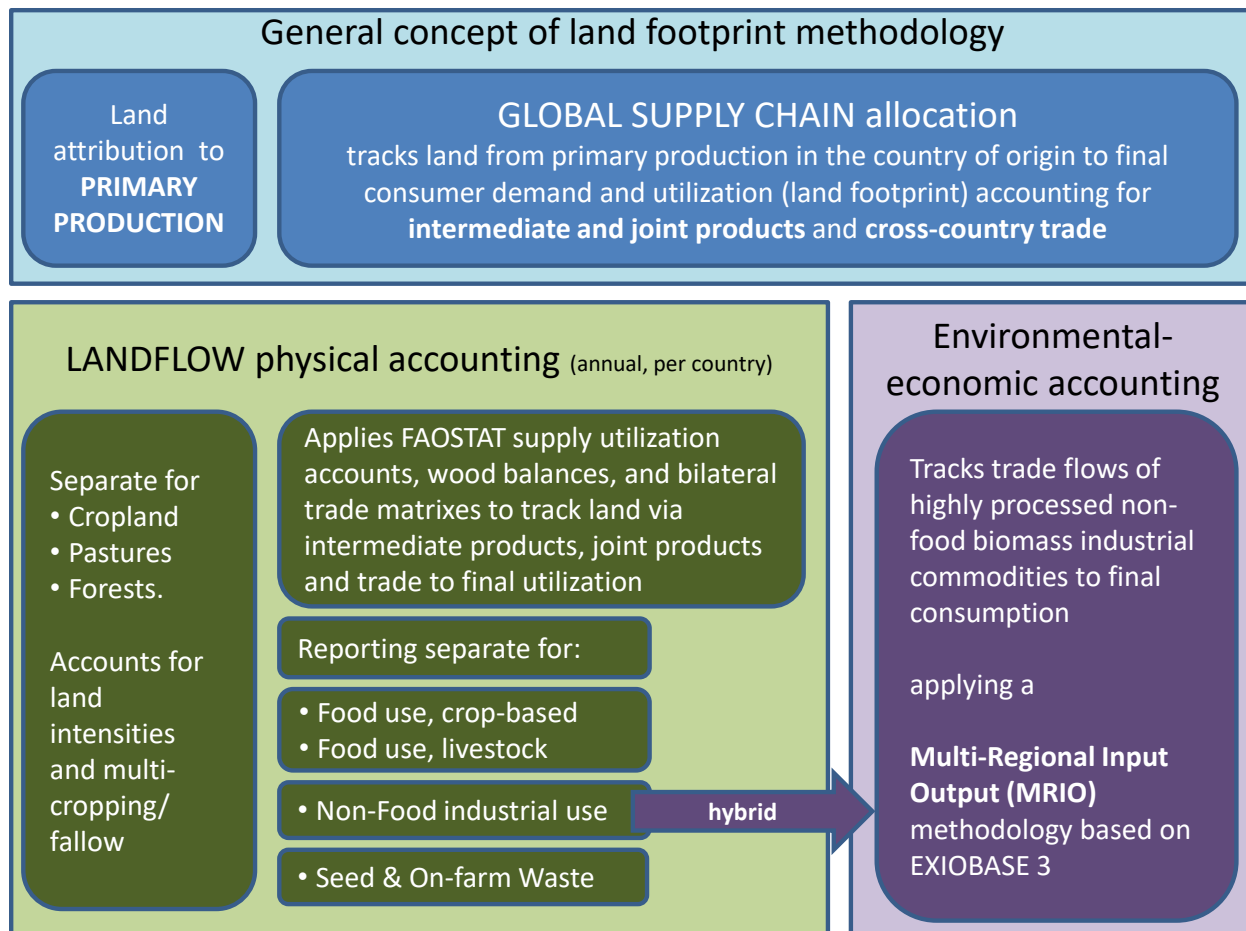 General concept of land footprint methodology
Land
attribution to
PRIMARY
PRODUCTION
GLOBAL SUPPLY CHAIN allocation
tracks land from primary production in the country of origin to final
consumer demand and utilization (land footprint) accounting for
intermediate and joint products and cross-country trade
LANDFLOW physical accounting (annual, per country)
Separate for
• Cropland
• Pastures
• Forests.
Accounts for
land
intensities
and multi-
cropping/
fallow
Applies FAOSTAT supply utilization
accounts, wood balances, and bilateral
trade matrixes to track land via
intermediate products, joint products
and trade to final utilization
Reporting separate for:
• Food use, crop-based
• Food use, livestock
• Non-Food industrial use
hybrid
• Seed & On-farm Waste
Environmental-
economic accounting
Tracks trade flows of
highly processed non-
food biomass industrial
commodities to final
consumption
applying a
Multi-Regional Input
Output (MRIO)
methodology based on
EXIOBASE 3